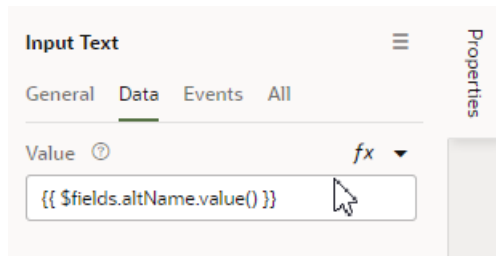 Input Text
Properties
General Data Events All
Value ?
fx
{{ $fields.altName.value() }}